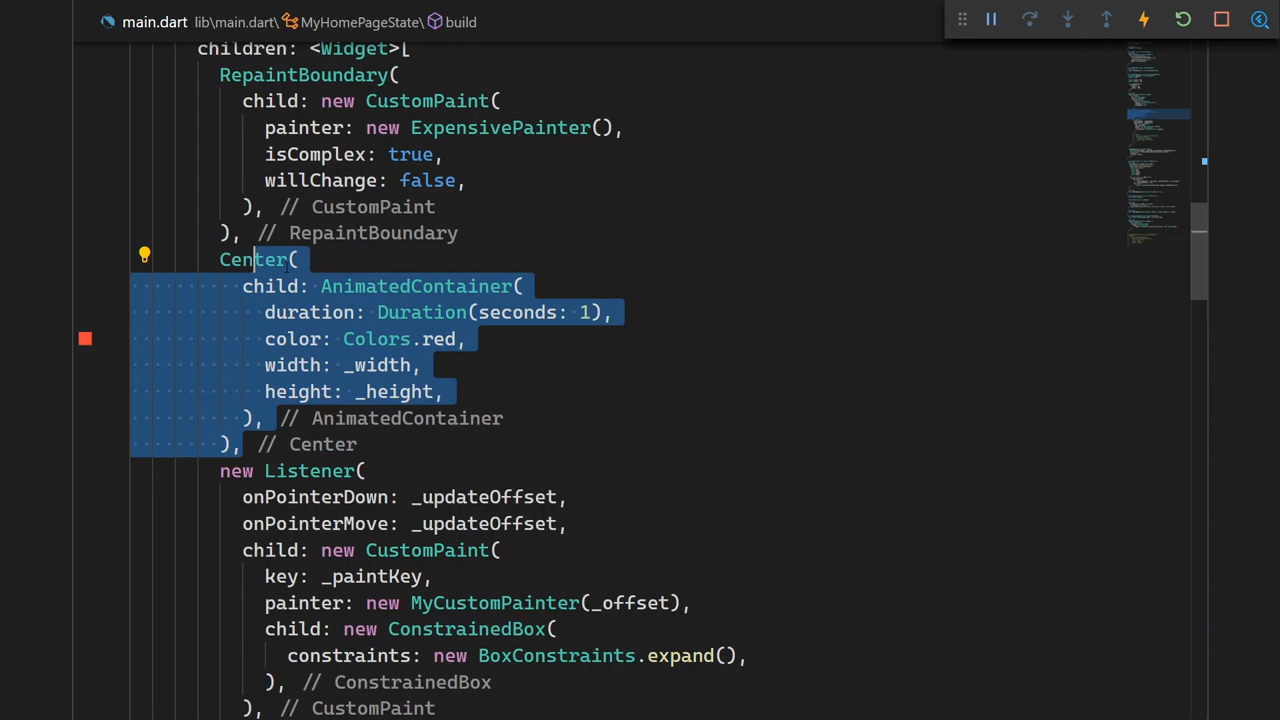 main.dart lib\main.dart\ MyHomePageState\ build
children: <Widget>[
RepaintBoundary(
child: new CustomPaint(
painter: new ExpensivePainter(),
isComplex: true,
willChange: false,
), // CustomPaint
), // RepaintBoundary
Center(
child: AnimatedContainer(
duration: Duration(seconds: 1),
color: Colors.red,
width: _width,
height: _height,
), // AnimatedContainer
), // Center
new Listener(
onPointerDown: _updateOffset,
onPointerMove: _updateOffset,
child: new CustomPaint(
key: _paintKey,
painter: new MyCustomPainter(_offset),
child: new ConstrainedBox(
constraints: new BoxConstraints.expand(),
), // ConstrainedBox
), // CustomPaint